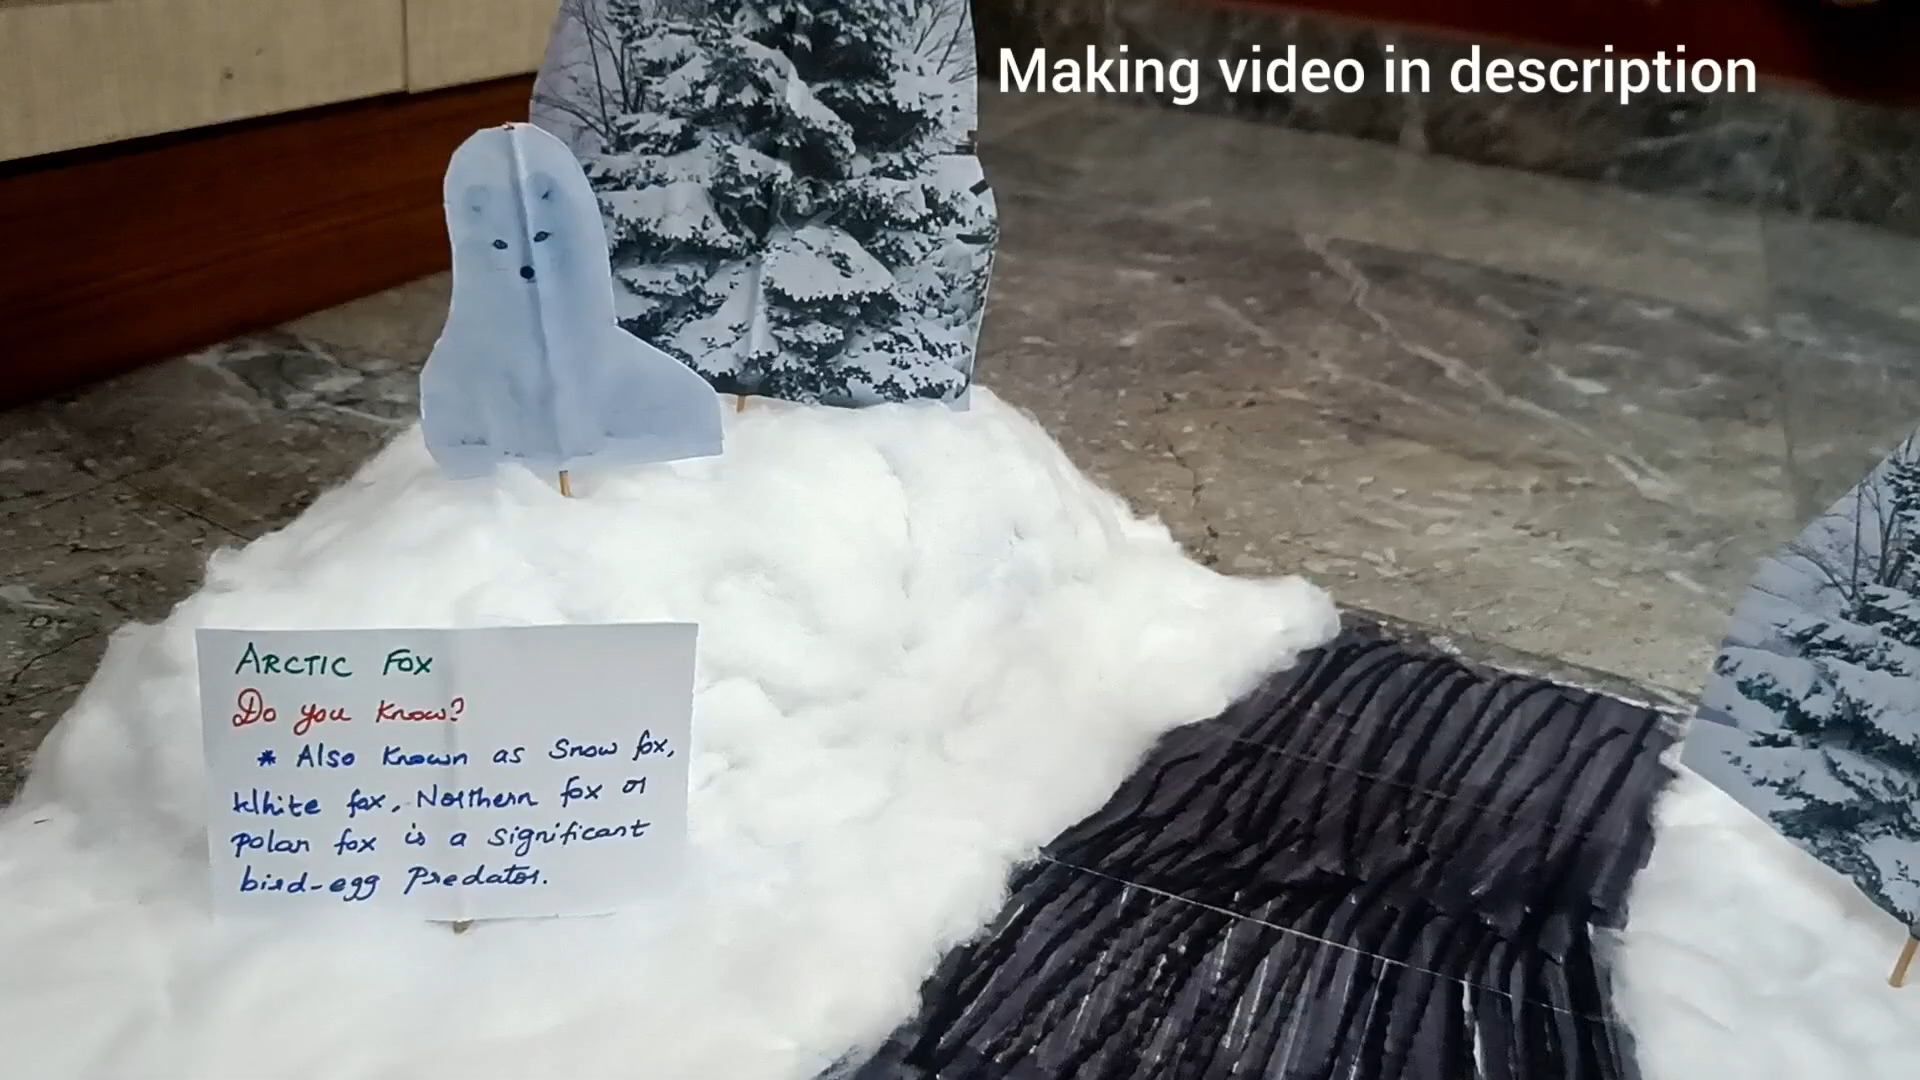 Making video in description
ARCTIC FOX
Do you know?
* Also known as Snow fox,
White fox, Northern fox or
polar fox is a significant
bird-egg Predator.